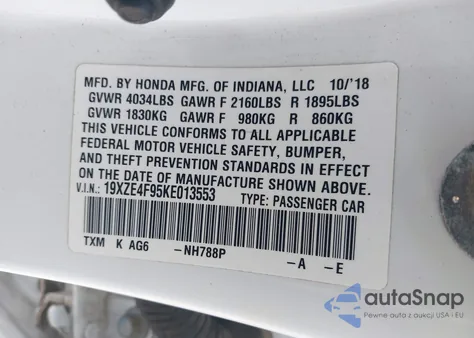 MFD. BY HONDA MFG. OF INDIANA, LLC 10/'18
GVWR 4034LBS GAWR F 2160LBS R 1895LBS
GVWR 1830KG GAWR F 980KG R 860KG
THIS VEHICLE CONFORMS TO ALL APPLICABLE
FEDERAL MOTOR VEHICLE SAFETY, BUMPER,
AND THEFT PREVENTION STANDARDS IN EFFECT
ON THE DATE OF MANUFACTURE SHOWN ABOVE.
V.I.N.: 19XZE4F95KE013553 TYPE: PASSENGER CAR
TXM K AG6 -NH788P -A -E
autoSnap
Pewne auto z aukcji USA i EU